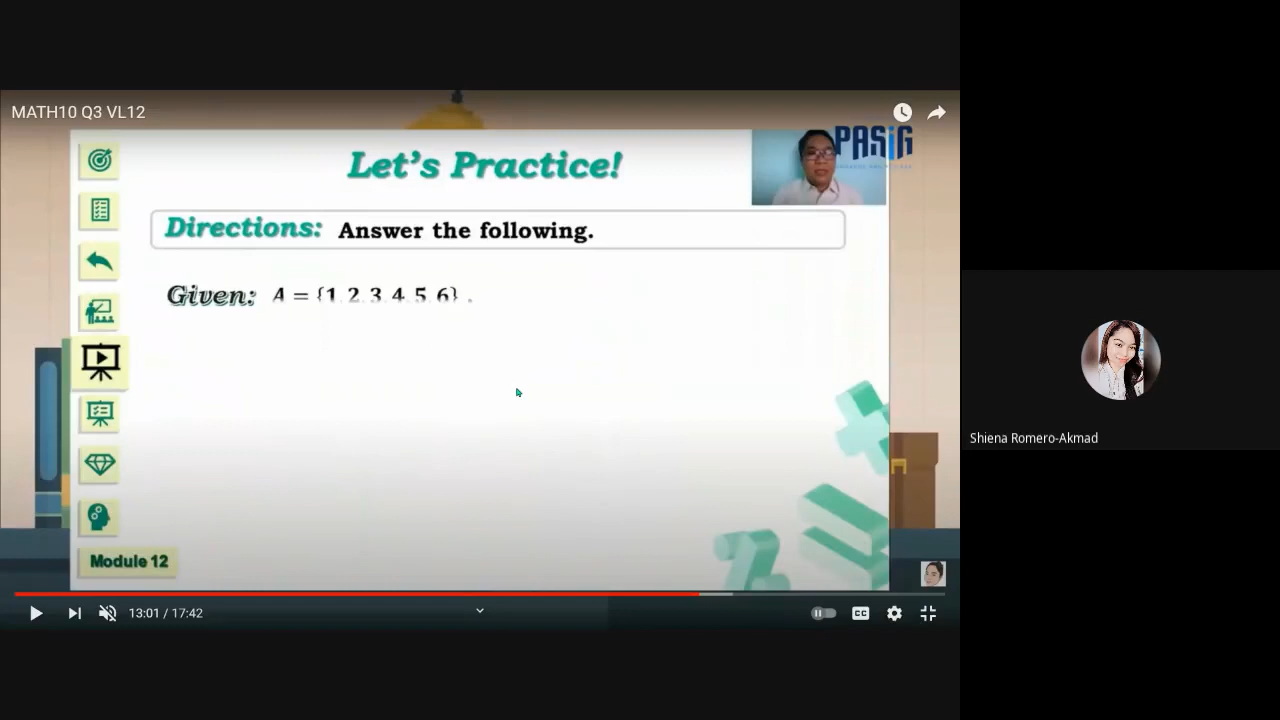 MATH10 Q3 VL12
PASIG
Let's Practice!
Directions: Answer the following.
Given: A = {1, 2, 3, 4, 5, 6} .
Module 12
13:01 / 17:42
CC
Shiena Romero-Akmad